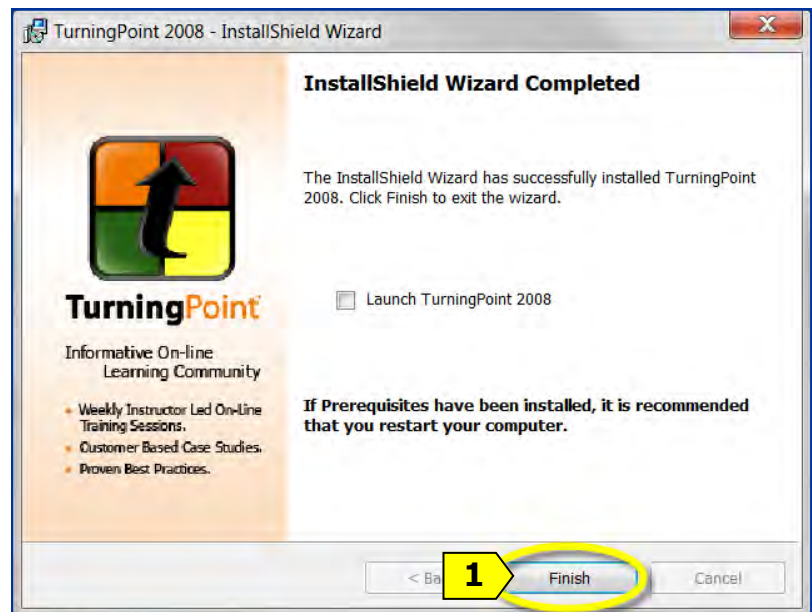 TurningPoint 2008 - InstallShield Wizard
InstallShield Wizard Completed
The InstallShield Wizard has successfully installed TurningPoint
2008. Click Finish to exit the wizard.
Launch TurningPoint 2008
If Prerequisites have been installed, it is recommended
that you restart your computer.
TurningPoint
Informative On-line
Learning Community
• Weekly Instructor Led On-Line
Training Sessions.
• Customer Based Case Studies.
• Proven Best Practices.
< Ba
1
Finish
Cancel